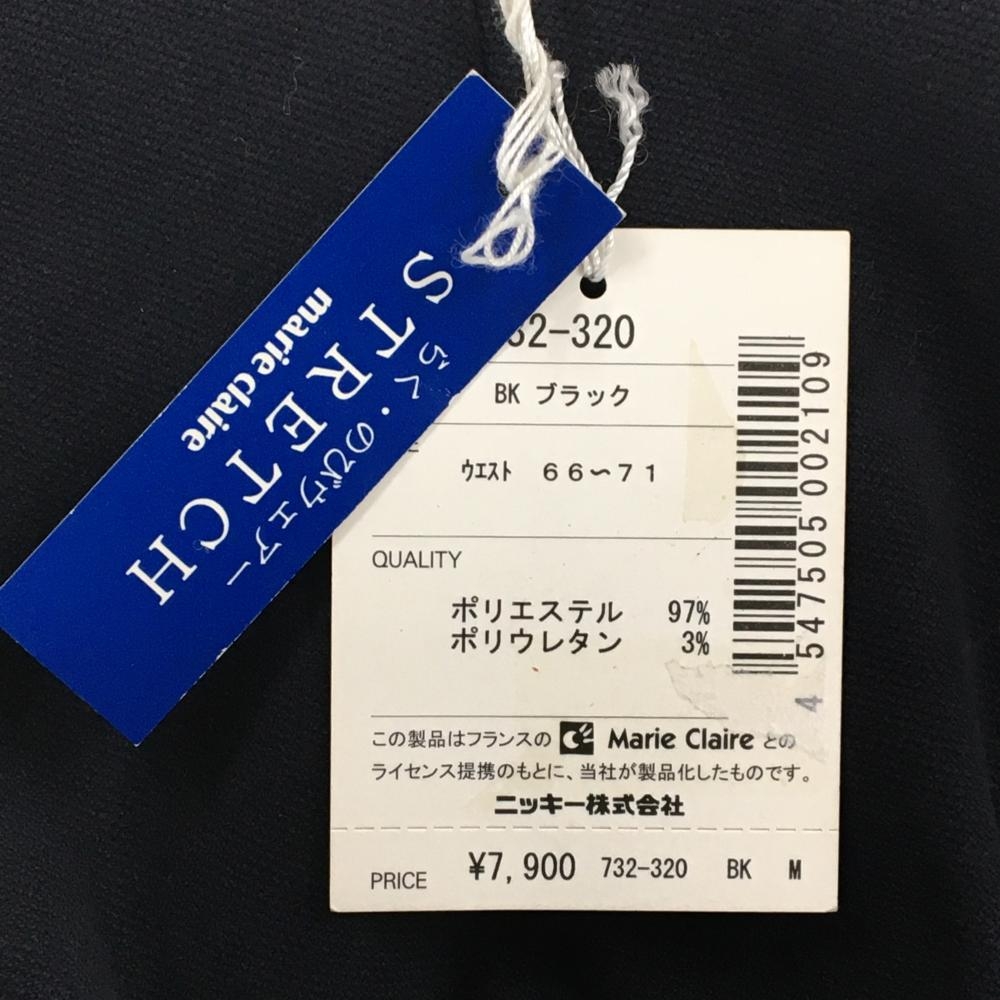 STRETCH
らく・のびウェアー
marie claire
32-320
BK ブラック
ウエスト 66〜71
QUALITY
ポリエステル 97%
ポリウレタン 3%
この製品はフランスの Marie Claire との
ライセンス提携のもとに、当社が製品化したものです。
ニッキー株式会社
PRICE ¥7,900 732-320 BK M
4 547505 002109